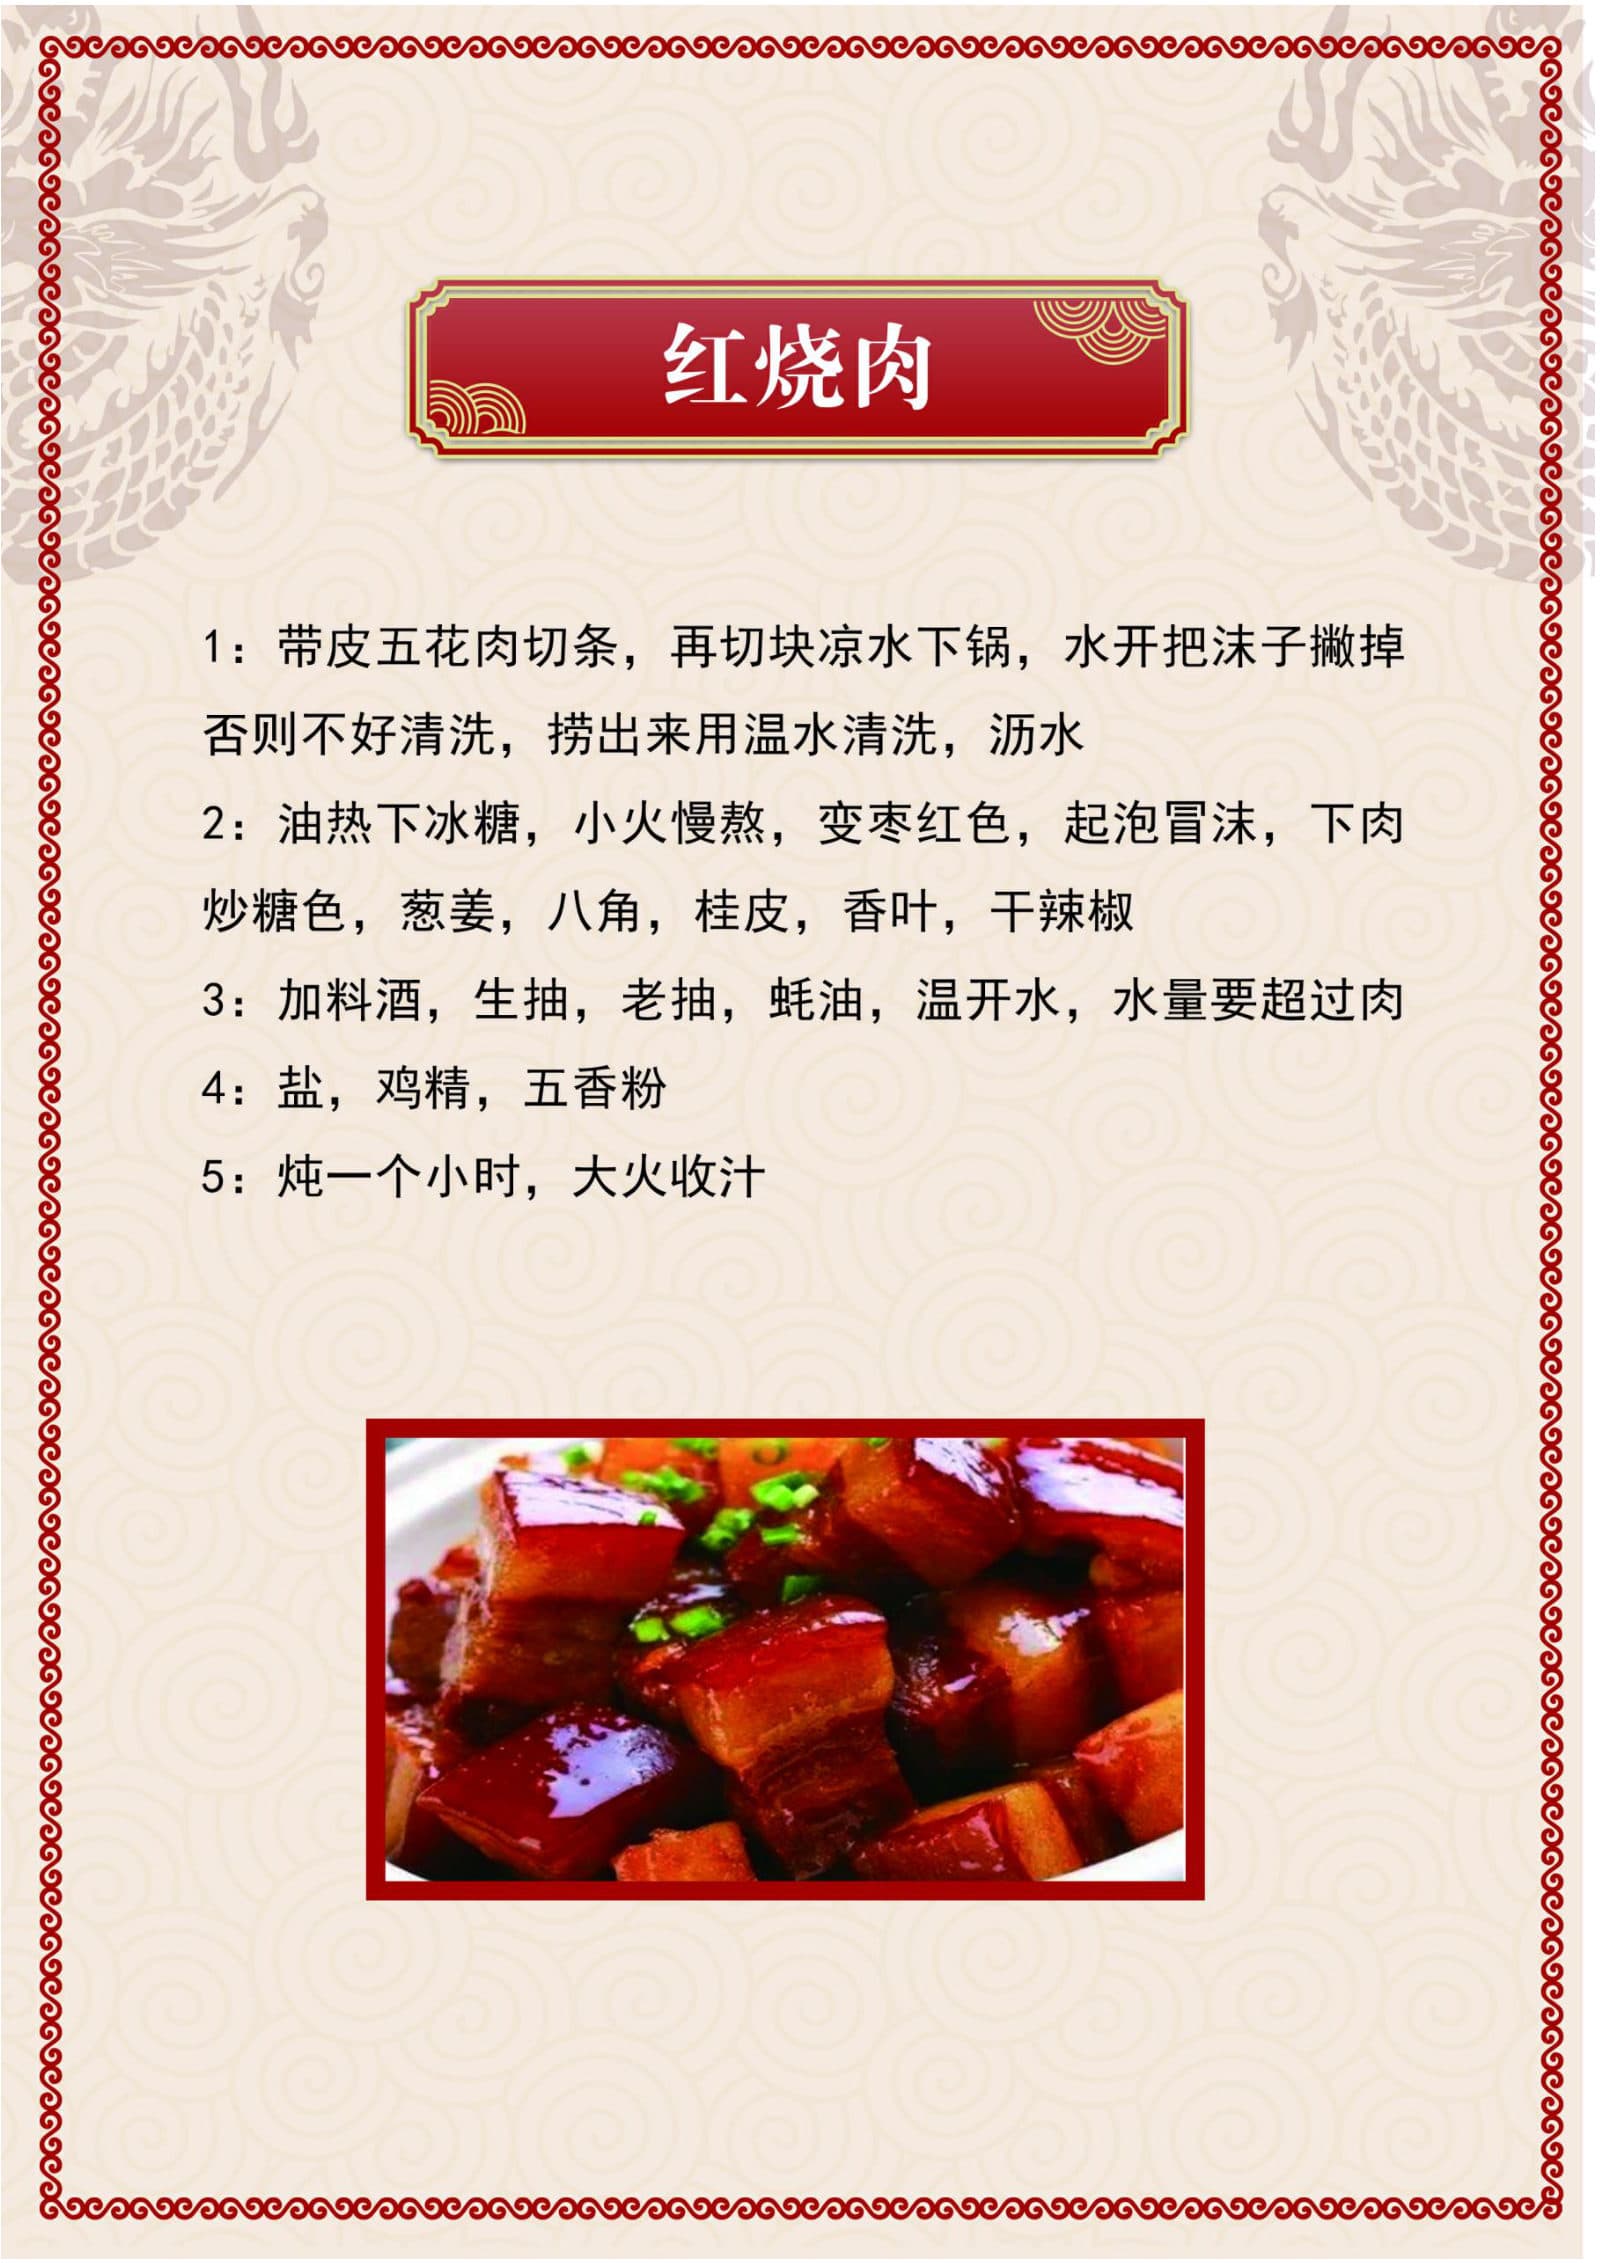 红烧肉
1：带皮五花肉切条，再切块凉水下锅，水开把沫子撇掉
否则不好清洗，捞出来用温水清洗，沥水
2：油热下冰糖，小火慢熬，变枣红色，起泡冒沫，下肉
炒糖色，葱姜，八角，桂皮，香叶，干辣椒
3：加料酒，生抽，老抽，蚝油，温开水，水量要超过肉
4：盐，鸡精，五香粉
5：炖一个小时，大火收汁